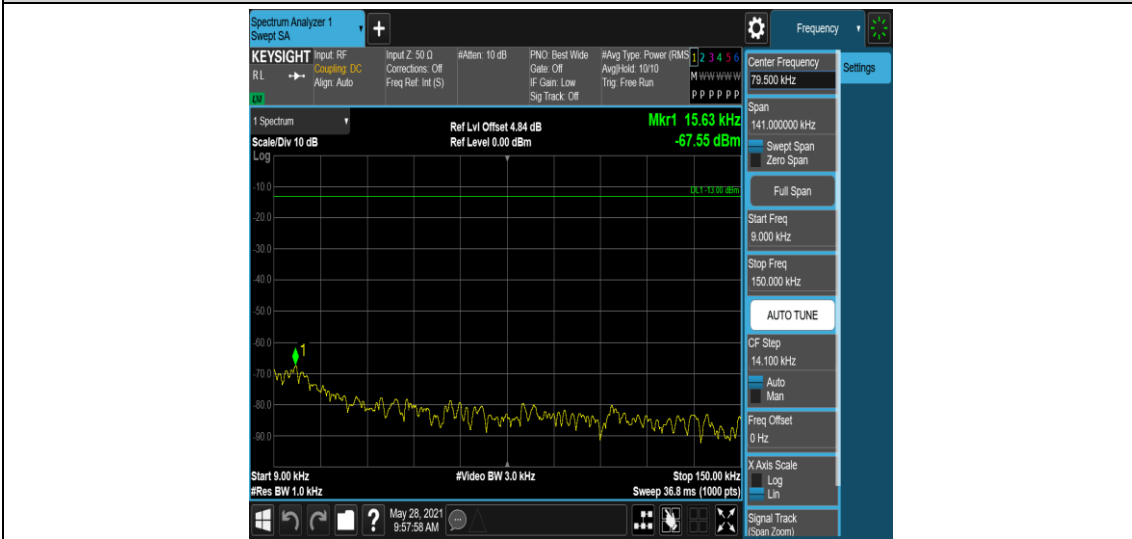 Spectrum Analyzer 1
Swept SA
+
Frequency
KEYSIGHT
RL
LXI
Input: RF
Coupling: DC
Align: Auto
Input Z: 50 Ω
Corrections: Off
Freq Ref: Int (S)
#Atten: 10 dB
PNO: Best Wide
Gate: Off
IF Gain: Low
Sig Track: Off
#Avg Type: Power (RMS
Avg|Hold: 10/10
Trig: Free Run
1 2 3 4 5 6
M W W W W W
P P P P P P
1 Spectrum
Scale/Div 10 dB
Log
Ref Lvl Offset 4.84 dB
Ref Level 0.00 dBm
Mkr1 15.63 kHz
-67.55 dBm
DL1 -13.00 dBm
-10.0
-20.0
-30.0
-40.0
-50.0
-60.0
-70.0
-80.0
-90.0
1
Start 9.00 kHz
#Res BW 1.0 kHz
#Video BW 3.0 kHz
Stop 150.00 kHz
Sweep 36.8 ms (1000 pts)
?
May 28, 2021
9:57:58 AM
Center Frequency
79.500 kHz
Span
141.000000 kHz
Swept Span
Zero Span
Full Span
Start Freq
9.000 kHz
Stop Freq
150.000 kHz
AUTO TUNE
CF Step
14.100 kHz
Auto
Man
Freq Offset
0 Hz
X Axis Scale
Log
Lin
Signal Track
(Span Zoom)
Settings